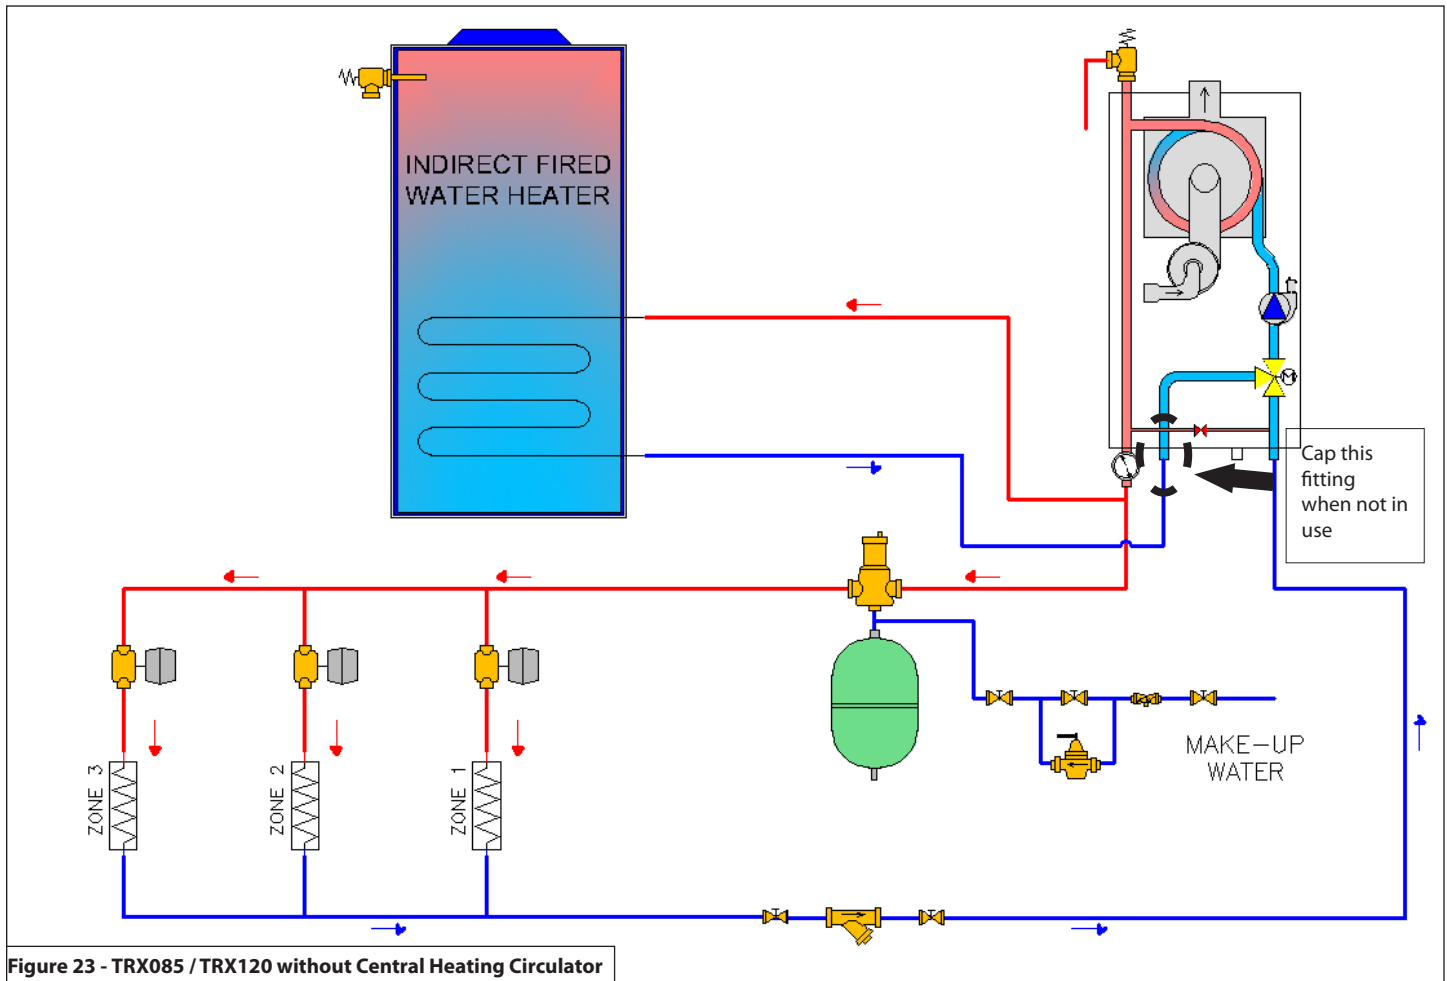 INDIRECT FIRED
WATER HEATER
M
Cap this
fitting
when not in
use
MAKE-UP
WATER
ZONE 3
ZONE 2
ZONE 1
Figure 23 - TRX085 / TRX120 without Central Heating Circulator